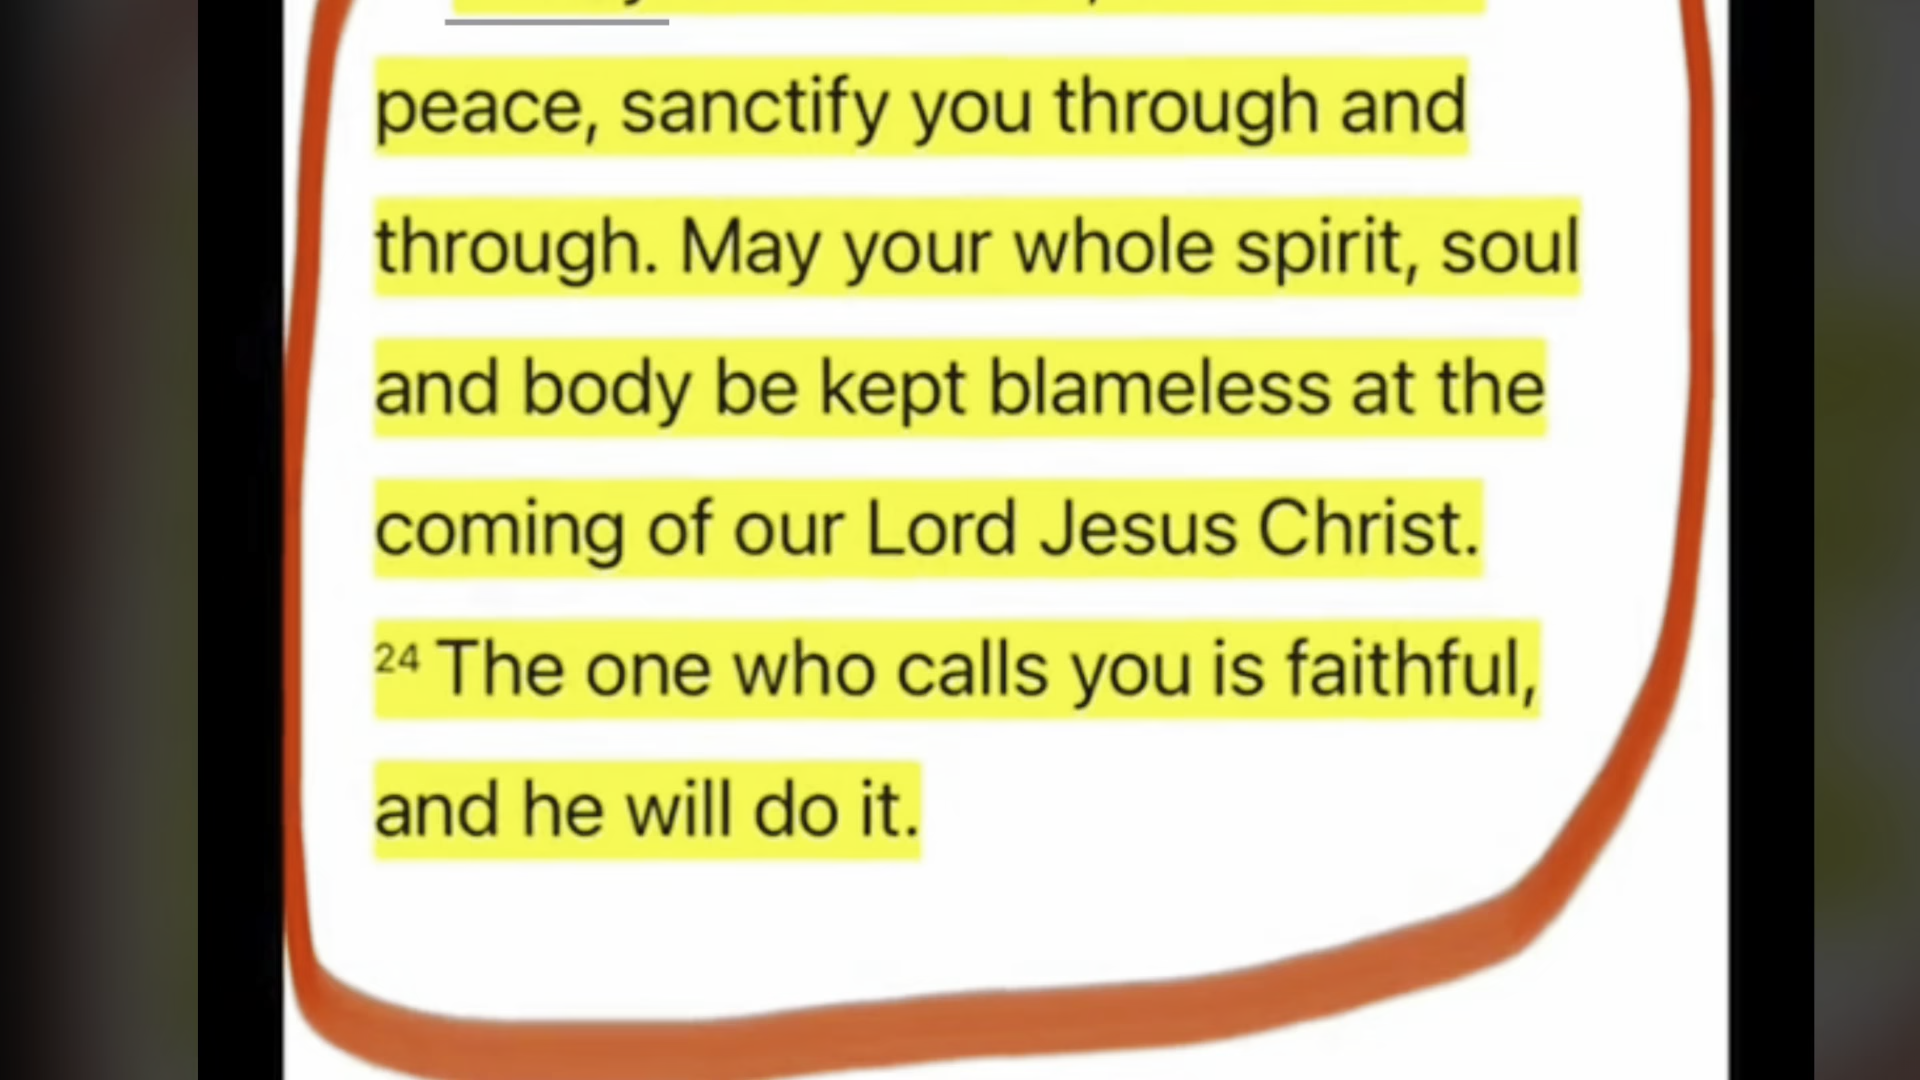 peace, sanctify you through and
through. May your whole spirit, soul
and body be kept blameless at the
coming of our Lord Jesus Christ.
24 The one who calls you is faithful,
and he will do it.